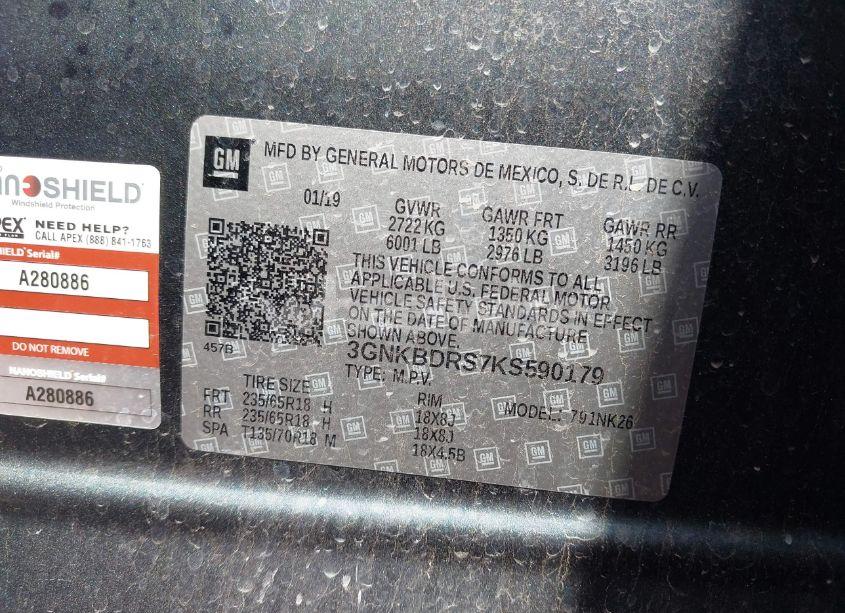 GM
MFD BY GENERAL MOTORS DE MEXICO, S. DE R.L. DE C.V.
01/19
GVWR
2722 KG
6001 LB
GAWR FRT
1350 KG
2976 LB
GAWR RR
1450 KG
3196 LB
THIS VEHICLE CONFORMS TO ALL
APPLICABLE U.S. FEDERAL MOTOR
VEHICLE SAFETY STANDARDS IN EFFECT
ON THE DATE OF MANUFACTURE
SHOWN ABOVE.
457B
3GNKBDRS7KS590179
TYPE: M.P.V.
MODEL: 791NK26
TIRE SIZE
RIM
FRT 235/65R18 H 18X8J
RR 235/65R18 H 18X8J
SPA T135/70R18 M 18X4.5B
NANOSHIELD
Windshield Protection
APEX
NEED HELP?
CALL APEX (888) 841-1763
SHIELD Serial#
A280886
DO NOT REMOVE
NANOSHIELD Serial#
A280886